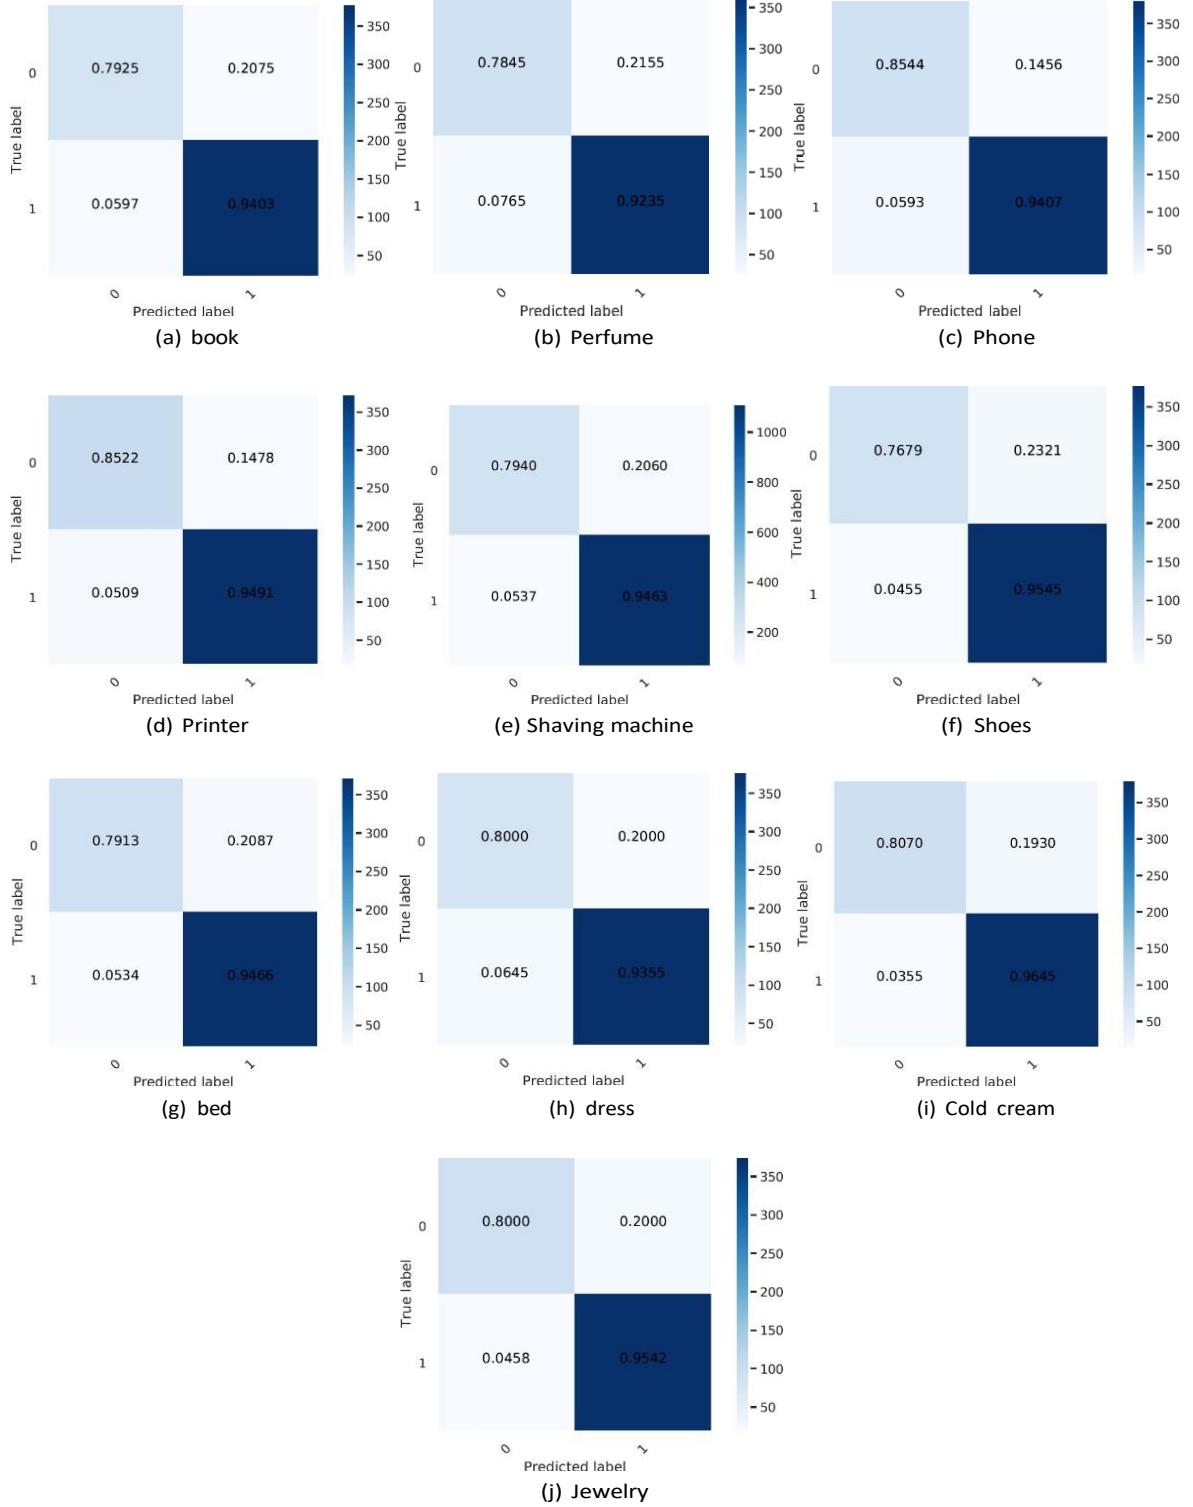 350
300
250
200
150
100
50
0 0.7925 0.2075
1 0.0597 0.9403
True label
0 1
Predicted label
(a) book
350
300
250
200
150
100
50
0 0.7845 0.2155
1 0.0765 0.9235
True label
0 1
Predicted label
(b) Perfume
350
300
250
200
150
100
50
0 0.8544 0.1456
1 0.0593 0.9407
True label
0 1
Predicted label
(c) Phone
350
300
250
200
150
100
50
0 0.8522 0.1478
1 0.0509 0.9491
True label
0 1
Predicted label
(d) Printer
1000
800
600
400
200
0 0.7940 0.2060
1 0.0537 0.9463
True label
0 1
Predicted label
(e) Shaving machine
350
300
250
200
150
100
50
0 0.7679 0.2321
1 0.0455 0.9545
True label
0 1
Predicted label
(f) Shoes
350
300
250
200
150
100
50
0 0.7913 0.2087
1 0.0534 0.9466
True label
0 1
Predicted label
(g) bed
350
300
250
200
150
100
50
0 0.8000 0.2000
1 0.0645 0.9355
True label
0 1
Predicted label
(h) dress
350
300
250
200
150
100
50
0 0.8070 0.1930
1 0.0355 0.9645
True label
0 1
Predicted label
(i) Cold cream
350
300
250
200
150
100
50
0 0.8000 0.2000
1 0.0458 0.9542
True label
0 1
Predicted label
(j) Jewelry